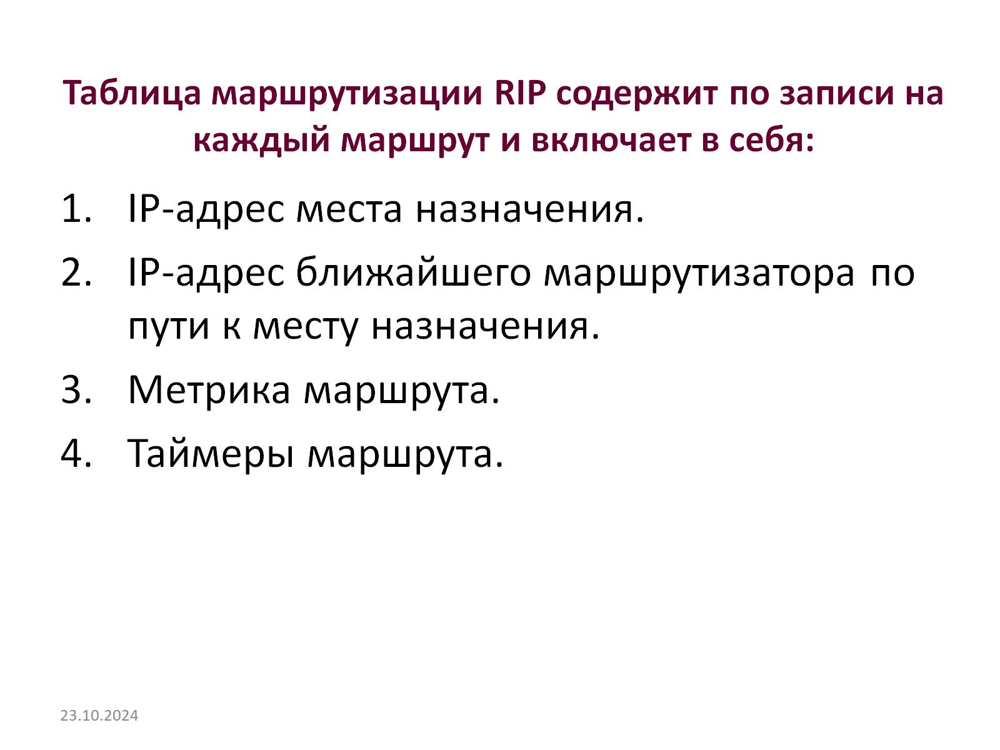 Таблица маршрутизации RIP содержит по записи на
каждый маршрут и включает в себя:
1. IP-адрес места назначения.
2. IP-адрес ближайшего маршрутизатора по
пути к месту назначения.
3. Метрика маршрута.
4. Таймеры маршрута.
23.10.2024